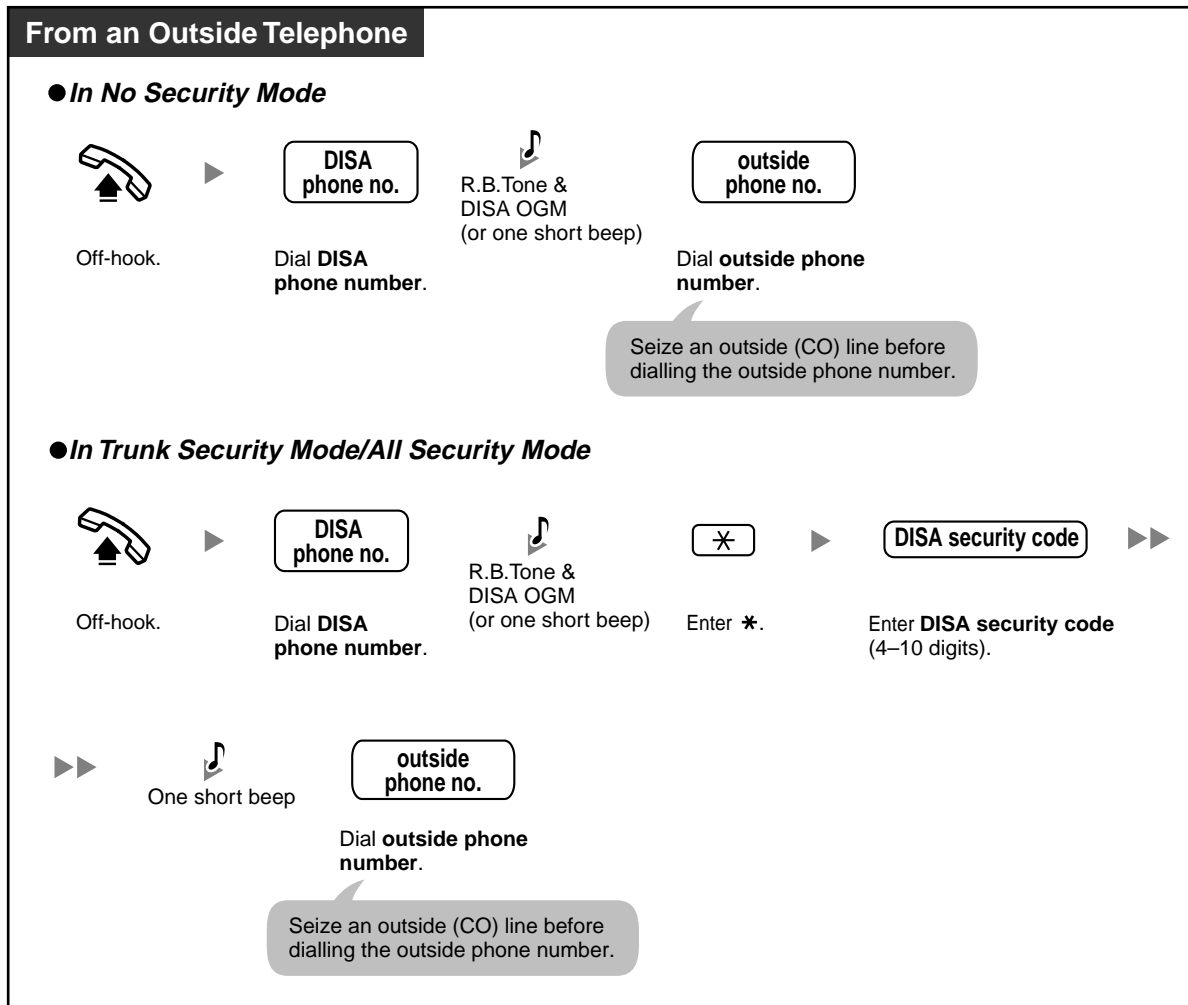 From an Outside Telephone
●In No Security Mode
DISA
phone no.
R.B.Tone &
DISA OGM
(or one short beep)
outside
phone no.
Off-hook.
Dial DISA
phone number.
Dial outside phone
number.
Seize an outside (CO) line before
dialling the outside phone number.
●In Trunk Security Mode/All Security Mode
DISA
phone no.
R.B.Tone &
DISA OGM
(or one short beep)
*
DISA security code
Off-hook.
Dial DISA
phone number.
Enter *.
Enter DISA security code
(4–10 digits).
One short beep
outside
phone no.
Dial outside phone
number.
Seize an outside (CO) line before
dialling the outside phone number.